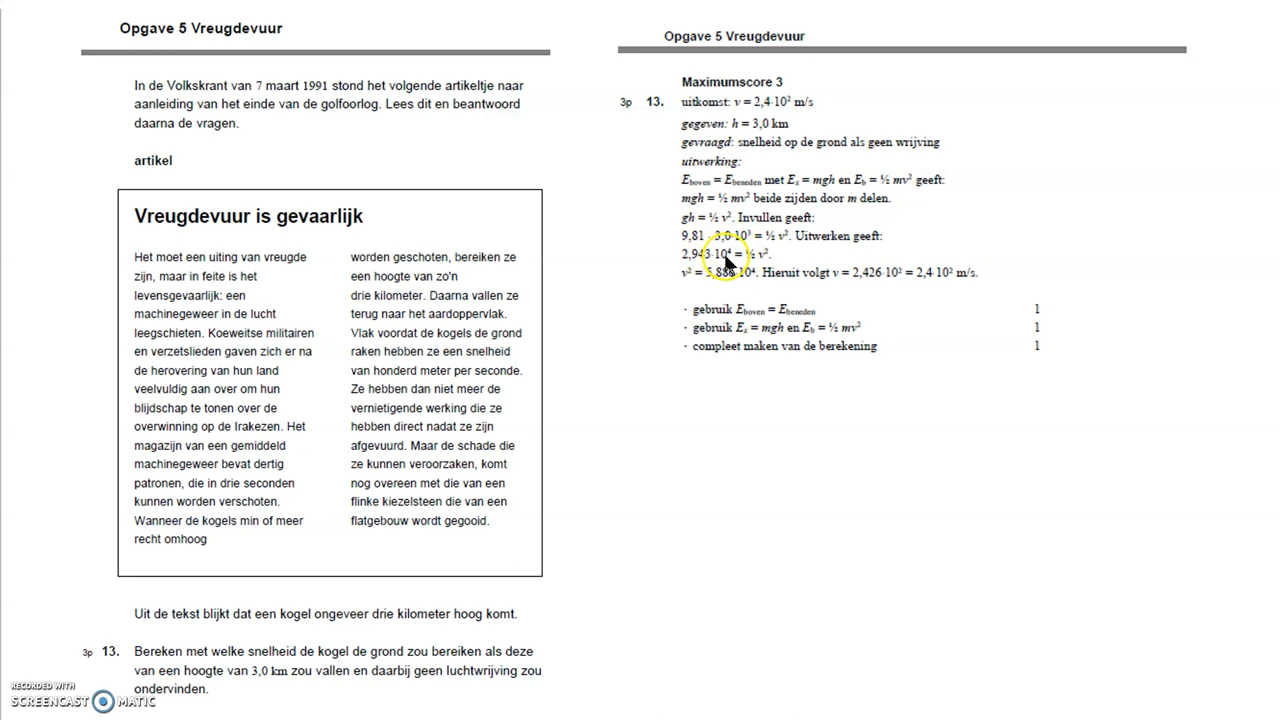 Opgave 5 Vreugdevuur
In de Volkskrant van 7 maart 1991 stond het volgende artikeltje naar
aanleiding van het einde van de golfoorlog. Lees dit en beantwoord
daarna de vragen.
artikel
Vreugdevuur is gevaarlijk
Het moet een uiting van vreugde
zijn, maar in feite is het
levensgevaarlijk: een
machinegeweer in de lucht
leegschieten. Koeweitse militairen
en verzetslieden gaven zich er na
de herovering van hun land
veelvuldig aan over om hun
blijdschap te tonen over de
overwinning op de Irakezen. Het
magazijn van een gemiddeld
machinegeweer bevat dertig
patronen, die in drie seconden
kunnen worden verschoten.
Wanneer de kogels min of meer
recht omhoog
worden geschoten, bereiken ze
een hoogte van zo'n
drie kilometer. Daarna vallen ze
terug naar het aardoppervlak.
Vlak voordat de kogels de grond
raken hebben ze een snelheid
van honderd meter per seconde.
Ze hebben dan niet meer de
vernietigende werking die ze
hebben direct nadat ze zijn
afgevuurd. Maar de schade die
ze kunnen veroorzaken, komt
nog overeen met die van een
flinke kiezelsteen die van een
flatgebouw wordt gegooid.
Uit de tekst blijkt dat een kogel ongeveer drie kilometer hoog komt.
3p 13. Bereken met welke snelheid de kogel de grond zou bereiken als deze
van een hoogte van 3,0 km zou vallen en daarbij geen luchtwrijving zou
ondervinden.
RECORDED WITH
SCREENCAST MATIC
Opgave 5 Vreugdevuur
Maximumscore 3
3p 13. uitkomst: v = 2,4·10² m/s
gegeven: h = 3,0 km
gevraagd: snelheid op de grond als geen wrijving
uitwerking:
Eboven = Ebeneden met Ez = mgh en Eb = ½ mv² geeft:
mgh = ½ mv² beide zijden door m delen.
gh = ½ v². Invullen geeft:
9,81 · 3,0·10³ = ½ v². Uitwerken geeft:
2,943·10⁴ = ½ v².
v² = 5,886·10⁴. Hieruit volgt v = 2,426·10² = 2,4·10² m/s.
· gebruik Eboven = Ebeneden 1
· gebruik Ez = mgh en Eb = ½ mv² 1
· compleet maken van de berekening 1